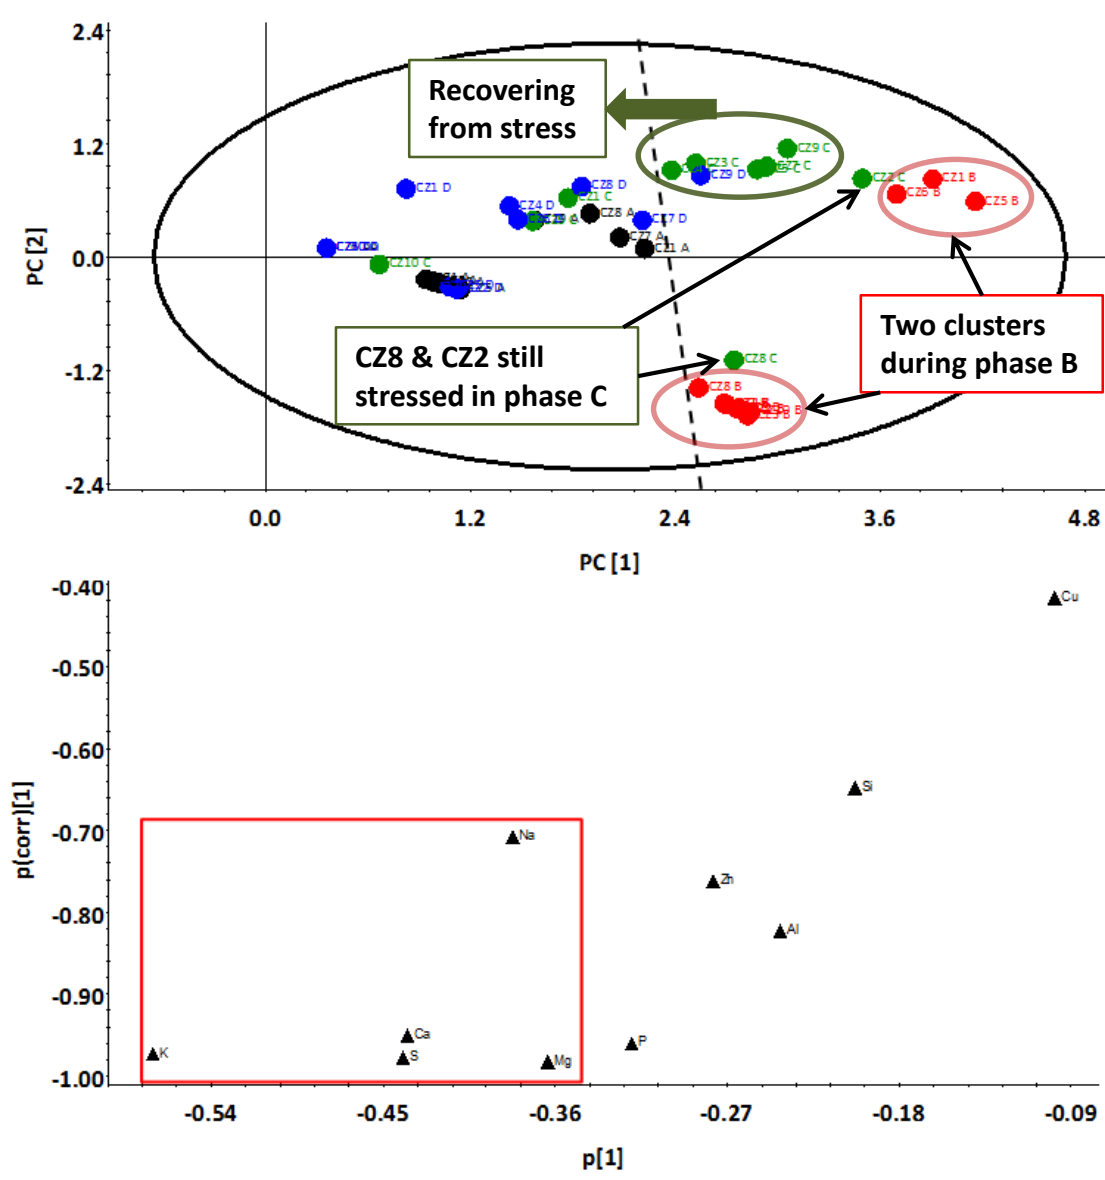 2.4
1.2
0.0
-1.2
-2.4
PC [2]
Recovering
from stress
CZ9 C
CZ3 C
CZ7 C
CZ9 D
CZ2 C
CZ1 B
CZ6 B
CZ5 B
CZ1 D
CZ8 D
CZ1 C
CZ4 D
CZ8 A
CZ7 D
CZ7 A
CZ1 A
CZ10 C
Two clusters
during phase B
CZ8 & CZ2 still
stressed in phase C
CZ8 C
CZ8 B
0.0
1.2
2.4
3.6
4.8
PC [1]
-0.40
-0.50
-0.60
-0.70
-0.80
-0.90
-1.00
p(corr)[1]
Cu
Si
Na
Zn
Al
Ca
P
K
S
Mg
-0.54
-0.45
-0.36
-0.27
-0.18
-0.09
p[1]